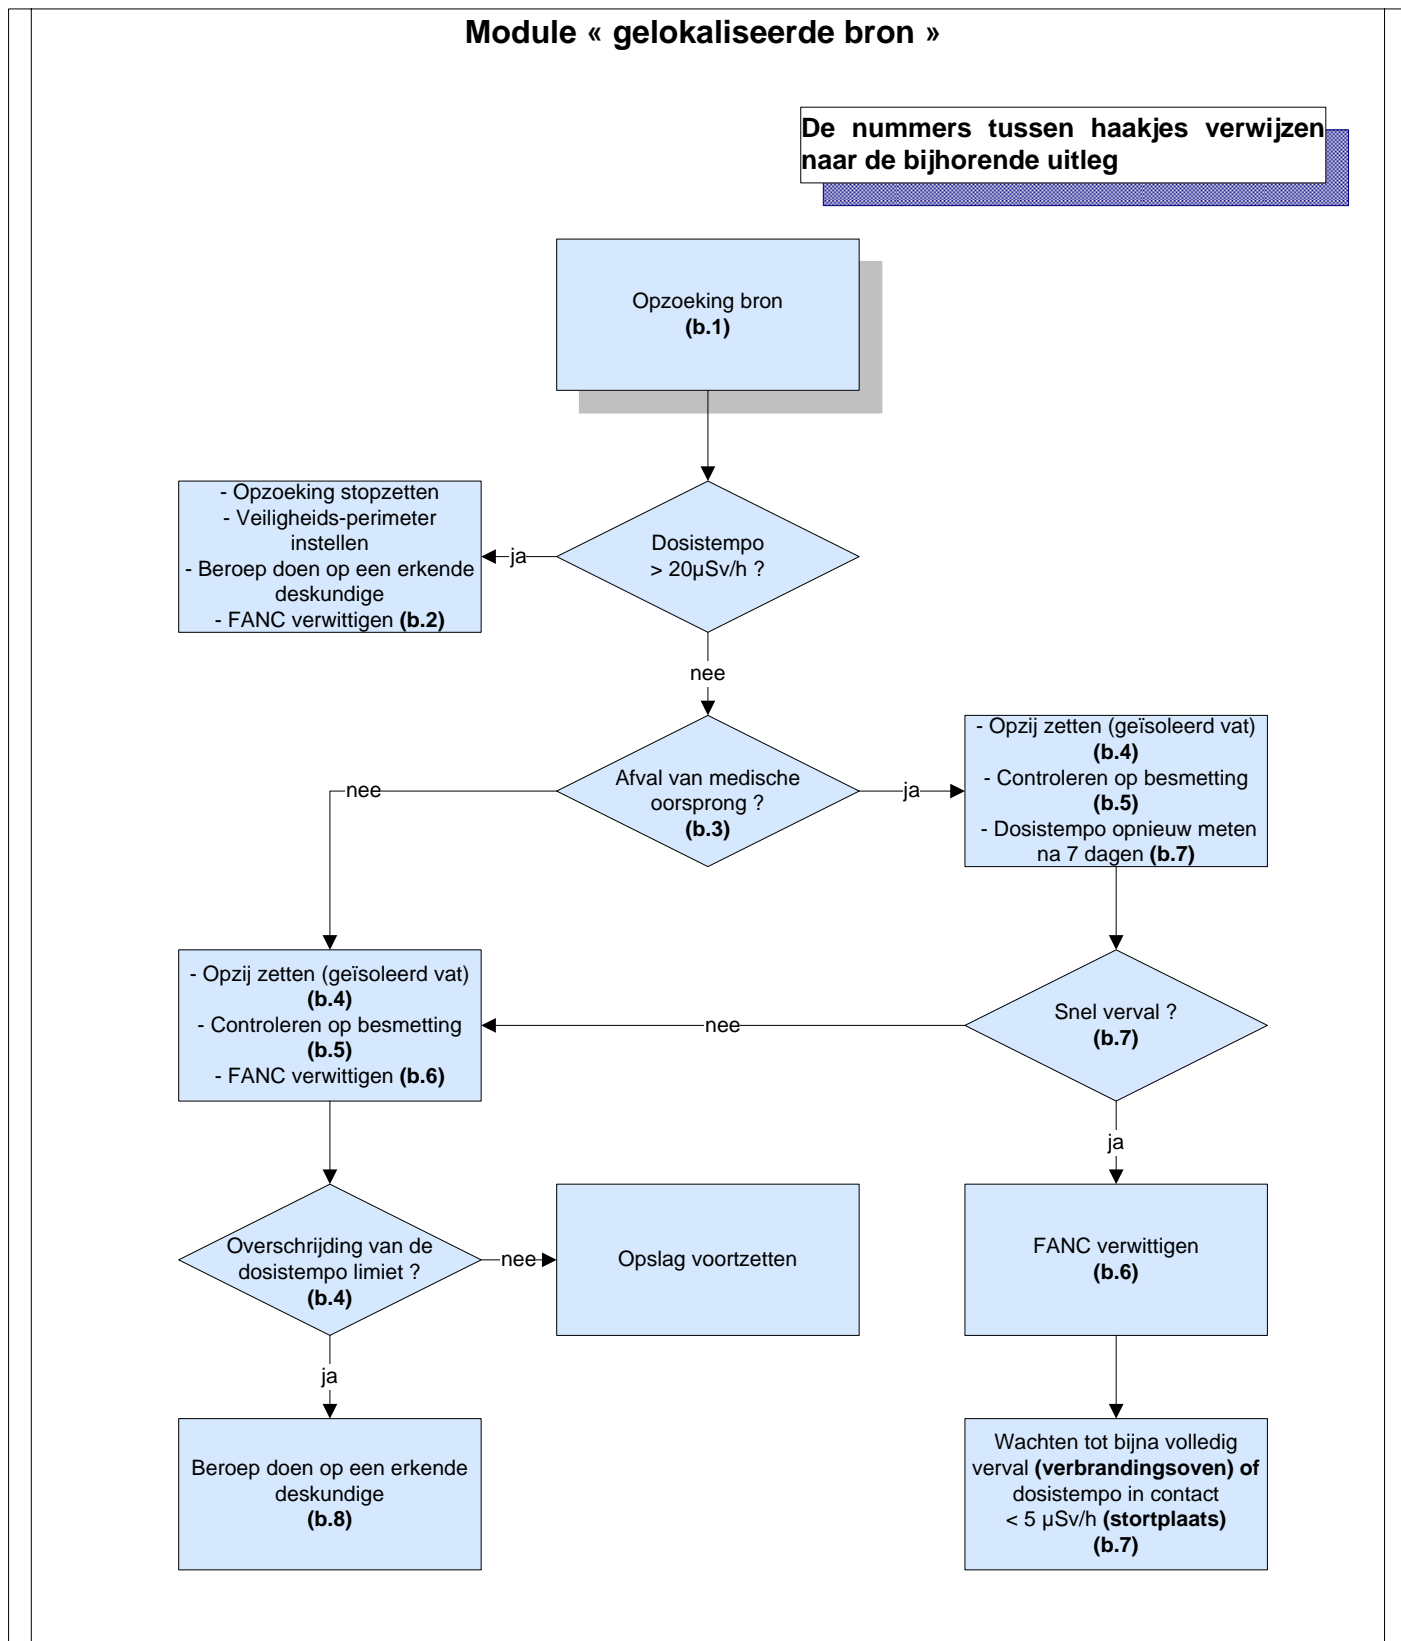 Module « gelokaliseerde bron »
De nummers tussen haakjes verwijzen
naar de bijhorende uitleg
Opzoeking bron
(b.1)
- Opzoeking stopzetten
- Veiligheids-perimeter
instellen
- Beroep doen op een erkende
deskundige
- FANC verwittigen (b.2)
ja
Dosistempo
> 20µSv/h ?
nee
Afval van medische
oorsprong ?
(b.3)
nee
ja
- Opzij zetten (geïsoleerd vat)
(b.4)
- Controleren op besmetting
(b.5)
- Dosistempo opnieuw meten
na 7 dagen (b.7)
- Opzij zetten (geïsoleerd vat)
(b.4)
- Controleren op besmetting
(b.5)
- FANC verwittigen (b.6)
nee
Snel verval ?
(b.7)
ja
Overschrijding van de
dosistempo limiet ?
(b.4)
nee
Opslag voortzetten
FANC verwittigen
(b.6)
ja
Beroep doen op een erkende
deskundige
(b.8)
Wachten tot bijna volledig
verval (verbrandingsoven) of
dosistempo in contact
< 5 µSv/h (stortplaats)
(b.7)